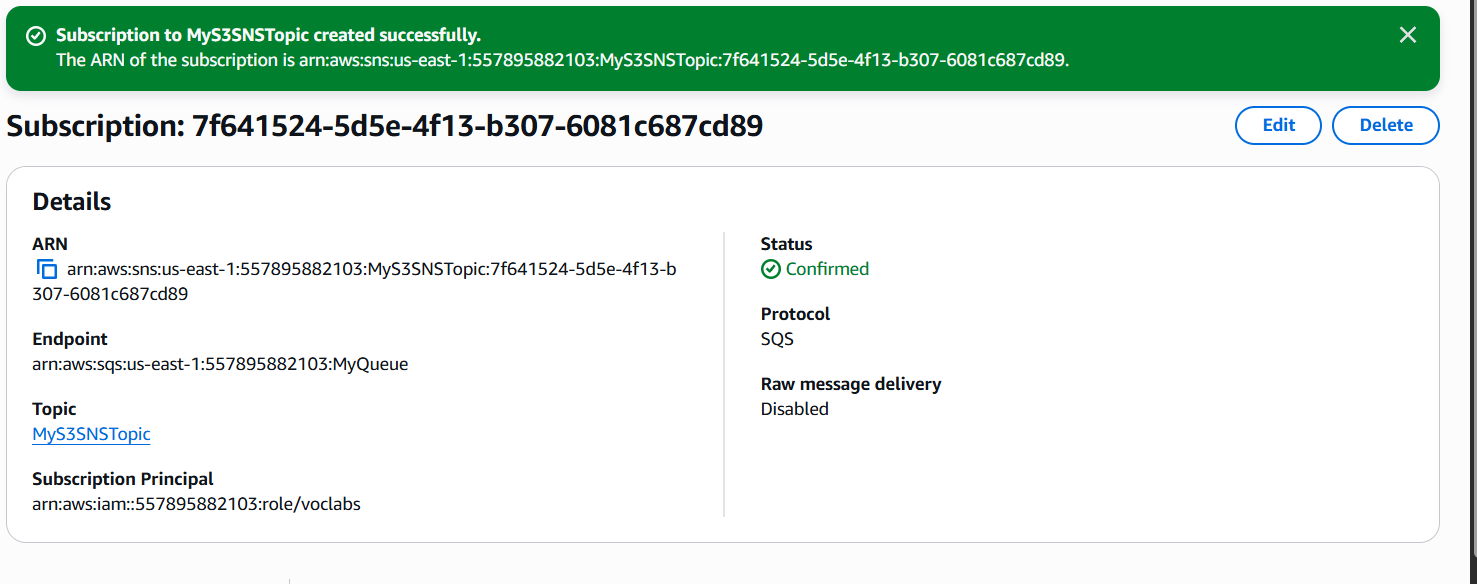 Subscription to MyS3SNSTopic created successfully.
The ARN of the subscription is arn:aws:sns:us-east-1:557895882103:MyS3SNSTopic:7f641524-5d5e-4f13-b307-6081c687cd89.
Subscription: 7f641524-5d5e-4f13-b307-6081c687cd89
Edit
Delete
Details
ARN
arn:aws:sns:us-east-1:557895882103:MyS3SNSTopic:7f641524-5d5e-4f13-b
307-6081c687cd89
Endpoint
arn:aws:sqs:us-east-1:557895882103:MyQueue
Topic
MyS3SNSTopic
Subscription Principal
arn:aws:iam::557895882103:role/voclabs
Status
Confirmed
Protocol
SQS
Raw message delivery
Disabled